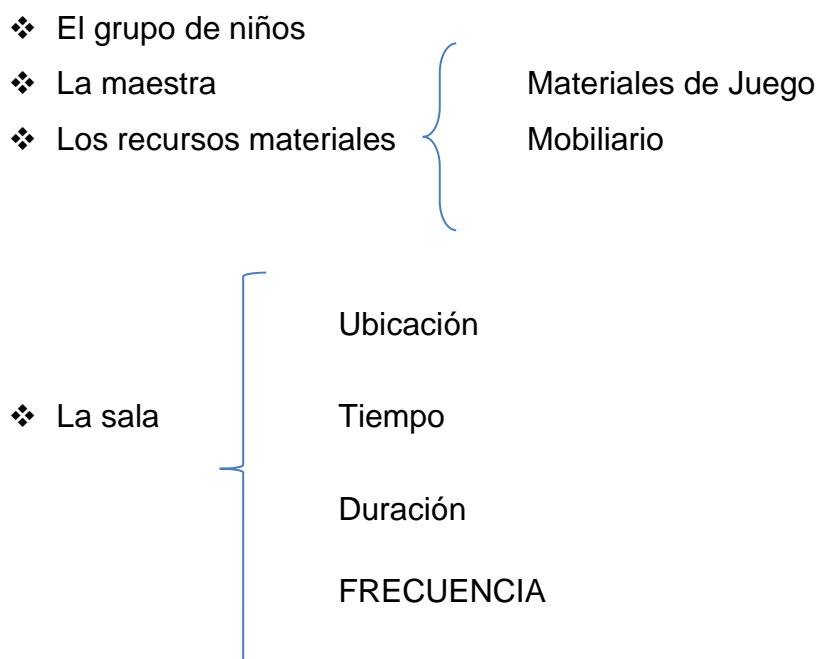 ❖ El grupo de niños
❖ La maestra Materiales de Juego
❖ Los recursos materiales Mobiliario
Ubicación
❖ La sala Tiempo
Duración
FRECUENCIA